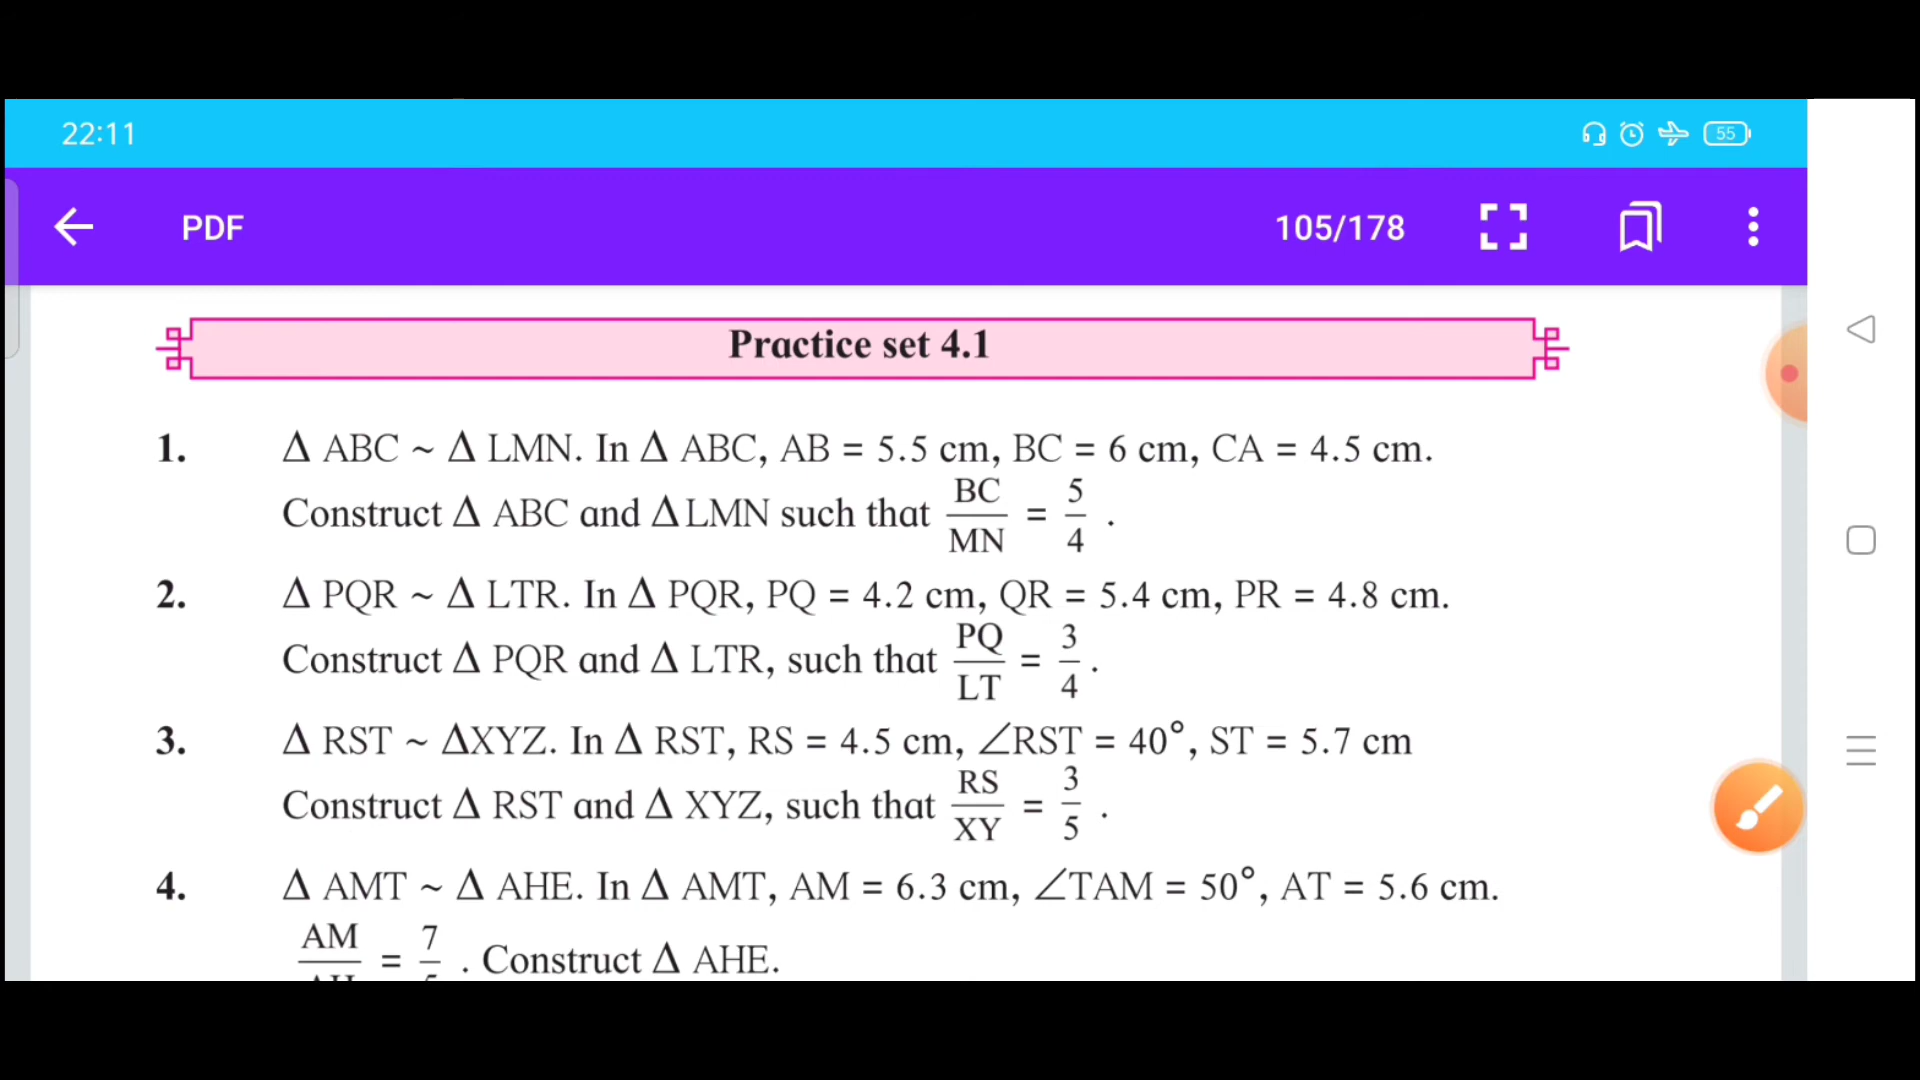 22:11
55
PDF
105/178
Practice set 4.1
1. Δ ABC ~ Δ LMN. In Δ ABC, AB = 5.5 cm, BC = 6 cm, CA = 4.5 cm.
Construct Δ ABC and Δ LMN such that BC/MN = 5/4 .
2. Δ PQR ~ Δ LTR. In Δ PQR, PQ = 4.2 cm, QR = 5.4 cm, PR = 4.8 cm.
Construct Δ PQR and Δ LTR, such that PQ/LT = 3/4 .
3. Δ RST ~ ΔXYZ. In Δ RST, RS = 4.5 cm, ∠RST = 40°, ST = 5.7 cm
Construct Δ RST and Δ XYZ, such that RS/XY = 3/5 .
4. Δ AMT ~ Δ AHE. In Δ AMT, AM = 6.3 cm, ∠TAM = 50°, AT = 5.6 cm.
AM = 7 . Construct Δ AHE.